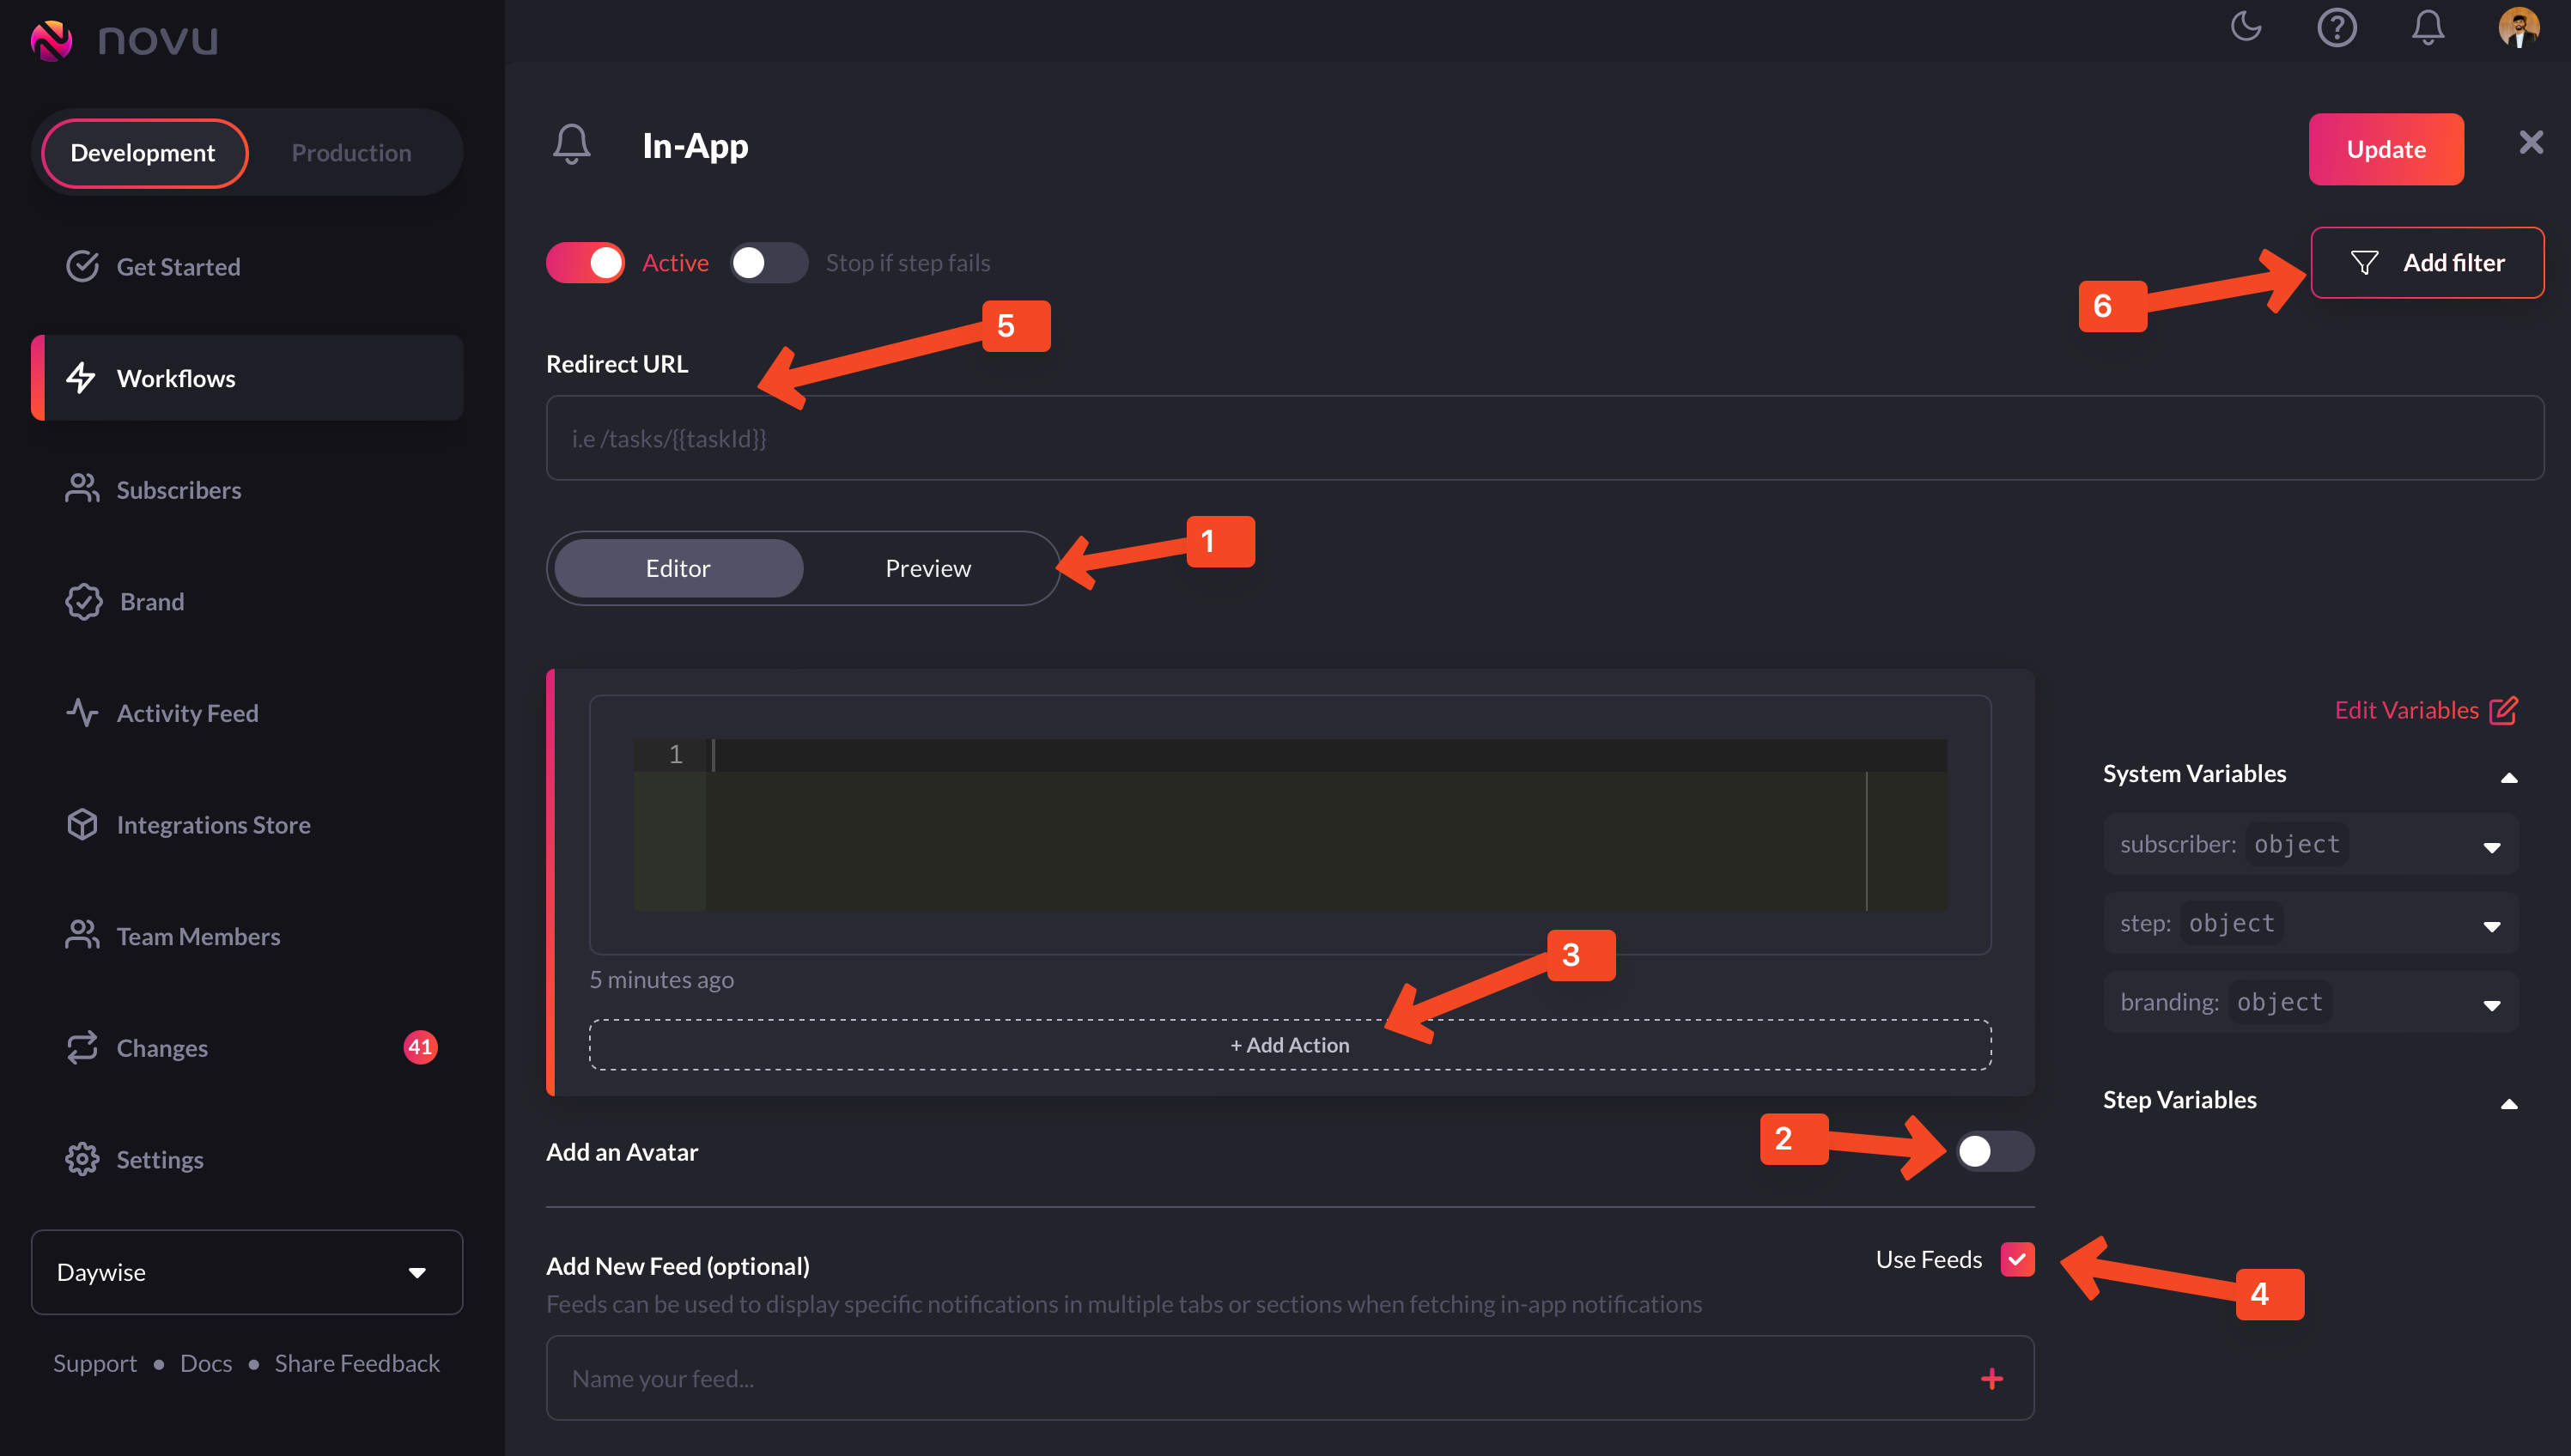 novu
Development
Production
Get Started
Workflows
Subscribers
Brand
Activity Feed
Integrations Store
Team Members
Changes
41
Settings
Daywise
Support • Docs • Share Feedback
In-App
Update
Active
Stop if step fails
Add filter
6
5
Redirect URL
i.e /tasks/{{taskId}}
1
Editor
Preview
1
3
5 minutes ago
+ Add Action
Edit Variables
System Variables
subscriber: object
step: object
branding: object
Step Variables
2
Add an Avatar
Add New Feed (optional)
Use Feeds
4
Feeds can be used to display specific notifications in multiple tabs or sections when fetching in-app notifications
Name your feed...